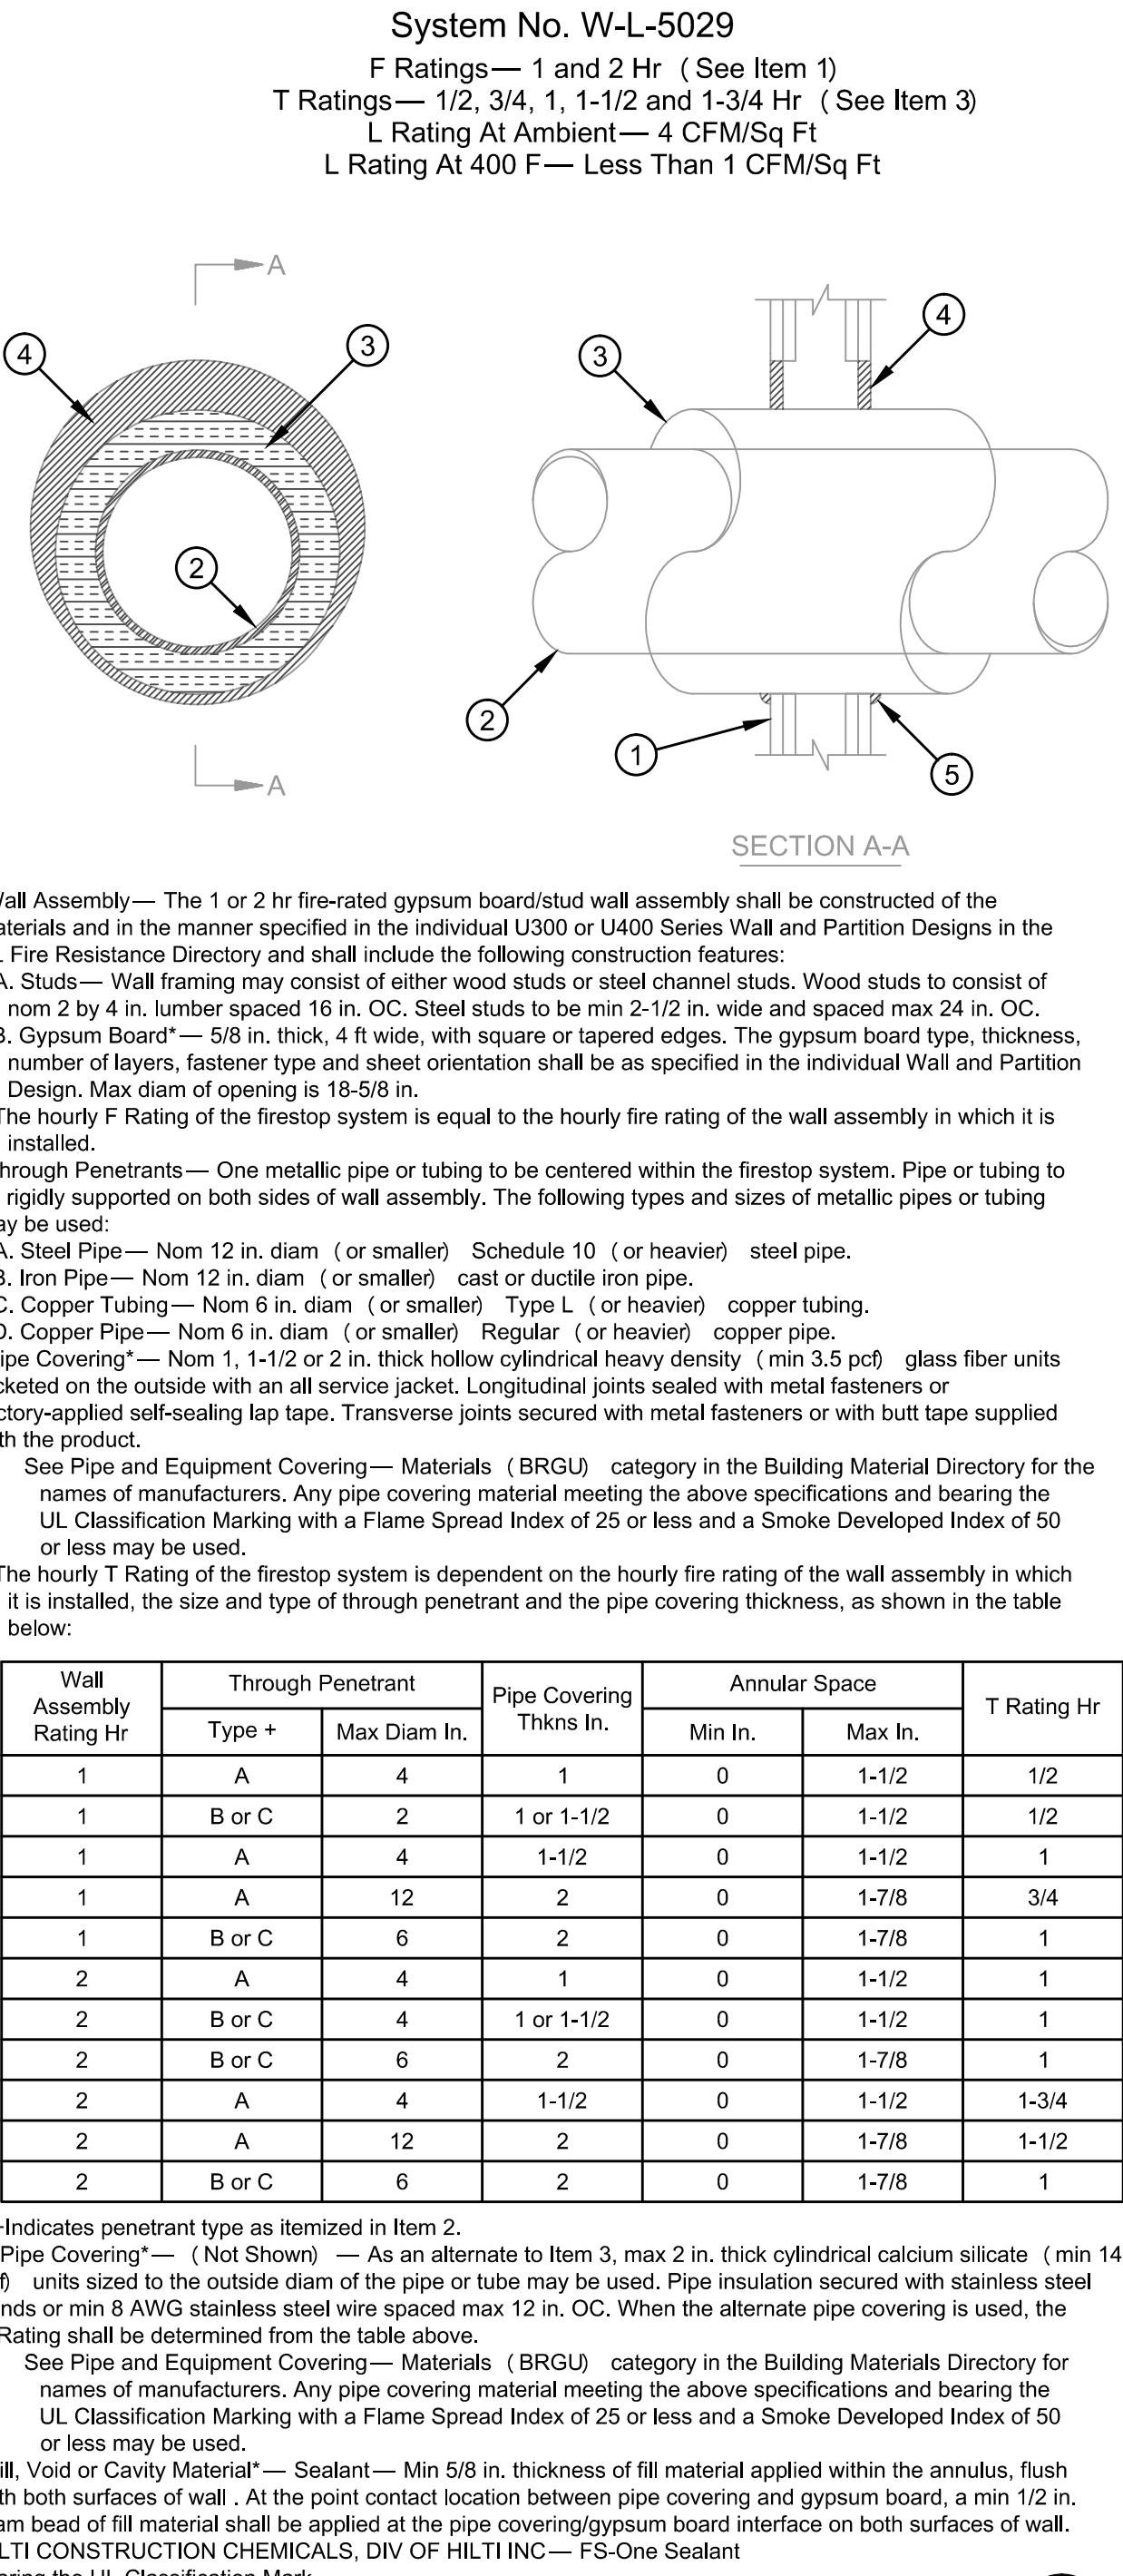 System No. W-L-5029
F Ratings— 1 and 2 Hr (See Item 1)
T Ratings— 1/2, 3/4, 1, 1-1/2 and 1-3/4 Hr (See Item 3)
L Rating At Ambient— 4 CFM/Sq Ft
L Rating At 400 F— Less Than 1 CFM/Sq Ft
A
4
3
2
A
3
4
2
1
5
SECTION A-A
all Assembly— The 1 or 2 hr fire-rated gypsum board/stud wall assembly shall be constructed of the
aterials and in the manner specified in the individual U300 or U400 Series Wall and Partition Designs in the
Fire Resistance Directory and shall include the following construction features:
A. Studs— Wall framing may consist of either wood studs or steel channel studs. Wood studs to consist of
nom 2 by 4 in. lumber spaced 16 in. OC. Steel studs to be min 2-1/2 in. wide and spaced max 24 in. OC.
B. Gypsum Board*— 5/8 in. thick, 4 ft wide, with square or tapered edges. The gypsum board type, thickness,
number of layers, fastener type and sheet orientation shall be as specified in the individual Wall and Partition
Design. Max diam of opening is 18-5/8 in.
The hourly F Rating of the firestop system is equal to the hourly fire rating of the wall assembly in which it is
installed.
hrough Penetrants— One metallic pipe or tubing to be centered within the firestop system. Pipe or tubing to
rigidly supported on both sides of wall assembly. The following types and sizes of metallic pipes or tubing
ay be used:
A. Steel Pipe— Nom 12 in. diam (or smaller) Schedule 10 (or heavier) steel pipe.
B. Iron Pipe— Nom 12 in. diam (or smaller) cast or ductile iron pipe.
C. Copper Tubing— Nom 6 in. diam (or smaller) Type L (or heavier) copper tubing.
D. Copper Pipe— Nom 6 in. diam (or smaller) Regular (or heavier) copper pipe.
ipe Covering*— Nom 1, 1-1/2 or 2 in. thick hollow cylindrical heavy density (min 3.5 pcf) glass fiber units
cketed on the outside with an all service jacket. Longitudinal joints sealed with metal fasteners or
ctory-applied self-sealing lap tape. Transverse joints secured with metal fasteners or with butt tape supplied
th the product.
See Pipe and Equipment Covering— Materials (BRGU) category in the Building Material Directory for the
names of manufacturers. Any pipe covering material meeting the above specifications and bearing the
UL Classification Marking with a Flame Spread Index of 25 or less and a Smoke Developed Index of 50
or less may be used.
The hourly T Rating of the firestop system is dependent on the hourly fire rating of the wall assembly in which
it is installed, the size and type of through penetrant and the pipe covering thickness, as shown in the table
below:
Wall Assembly Rating Hr Through Penetrant Pipe Covering Thkns In. Annular Space T Rating Hr
Type + Max Diam In. Min In. Max In.
1 A 4 1 0 1-1/2 1/2
1 B or C 2 1 or 1-1/2 0 1-1/2 1/2
1 A 4 1-1/2 0 1-1/2 1
1 A 12 2 0 1-7/8 3/4
1 B or C 6 2 0 1-7/8 1
2 A 4 1 0 1-1/2 1
2 B or C 4 1 or 1-1/2 0 1-1/2 1
2 B or C 6 2 0 1-7/8 1
2 A 4 1-1/2 0 1-1/2 1-3/4
2 A 12 2 0 1-7/8 1-1/2
2 B or C 6 2 0 1-7/8 1
+Indicates penetrant type as itemized in Item 2.
Pipe Covering*— (Not Shown) — As an alternate to Item 3, max 2 in. thick cylindrical calcium silicate (min 14
f) units sized to the outside diam of the pipe or tube may be used. Pipe insulation secured with stainless steel
nds or min 8 AWG stainless steel wire spaced max 12 in. OC. When the alternate pipe covering is used, the
Rating shall be determined from the table above.
See Pipe and Equipment Covering— Materials (BRGU) category in the Building Materials Directory for
names of manufacturers. Any pipe covering material meeting the above specifications and bearing the
UL Classification Marking with a Flame Spread Index of 25 or less and a Smoke Developed Index of 50
or less may be used.
ill, Void or Cavity Material*— Sealant— Min 5/8 in. thickness of fill material applied within the annulus, flush
th both surfaces of wall . At the point contact location between pipe covering and gypsum board, a min 1/2 in.
am bead of fill material shall be applied at the pipe covering/gypsum board interface on both surfaces of wall.
LTI CONSTRUCTION CHEMICALS, DIV OF HILTI INC— FS-One Sealant